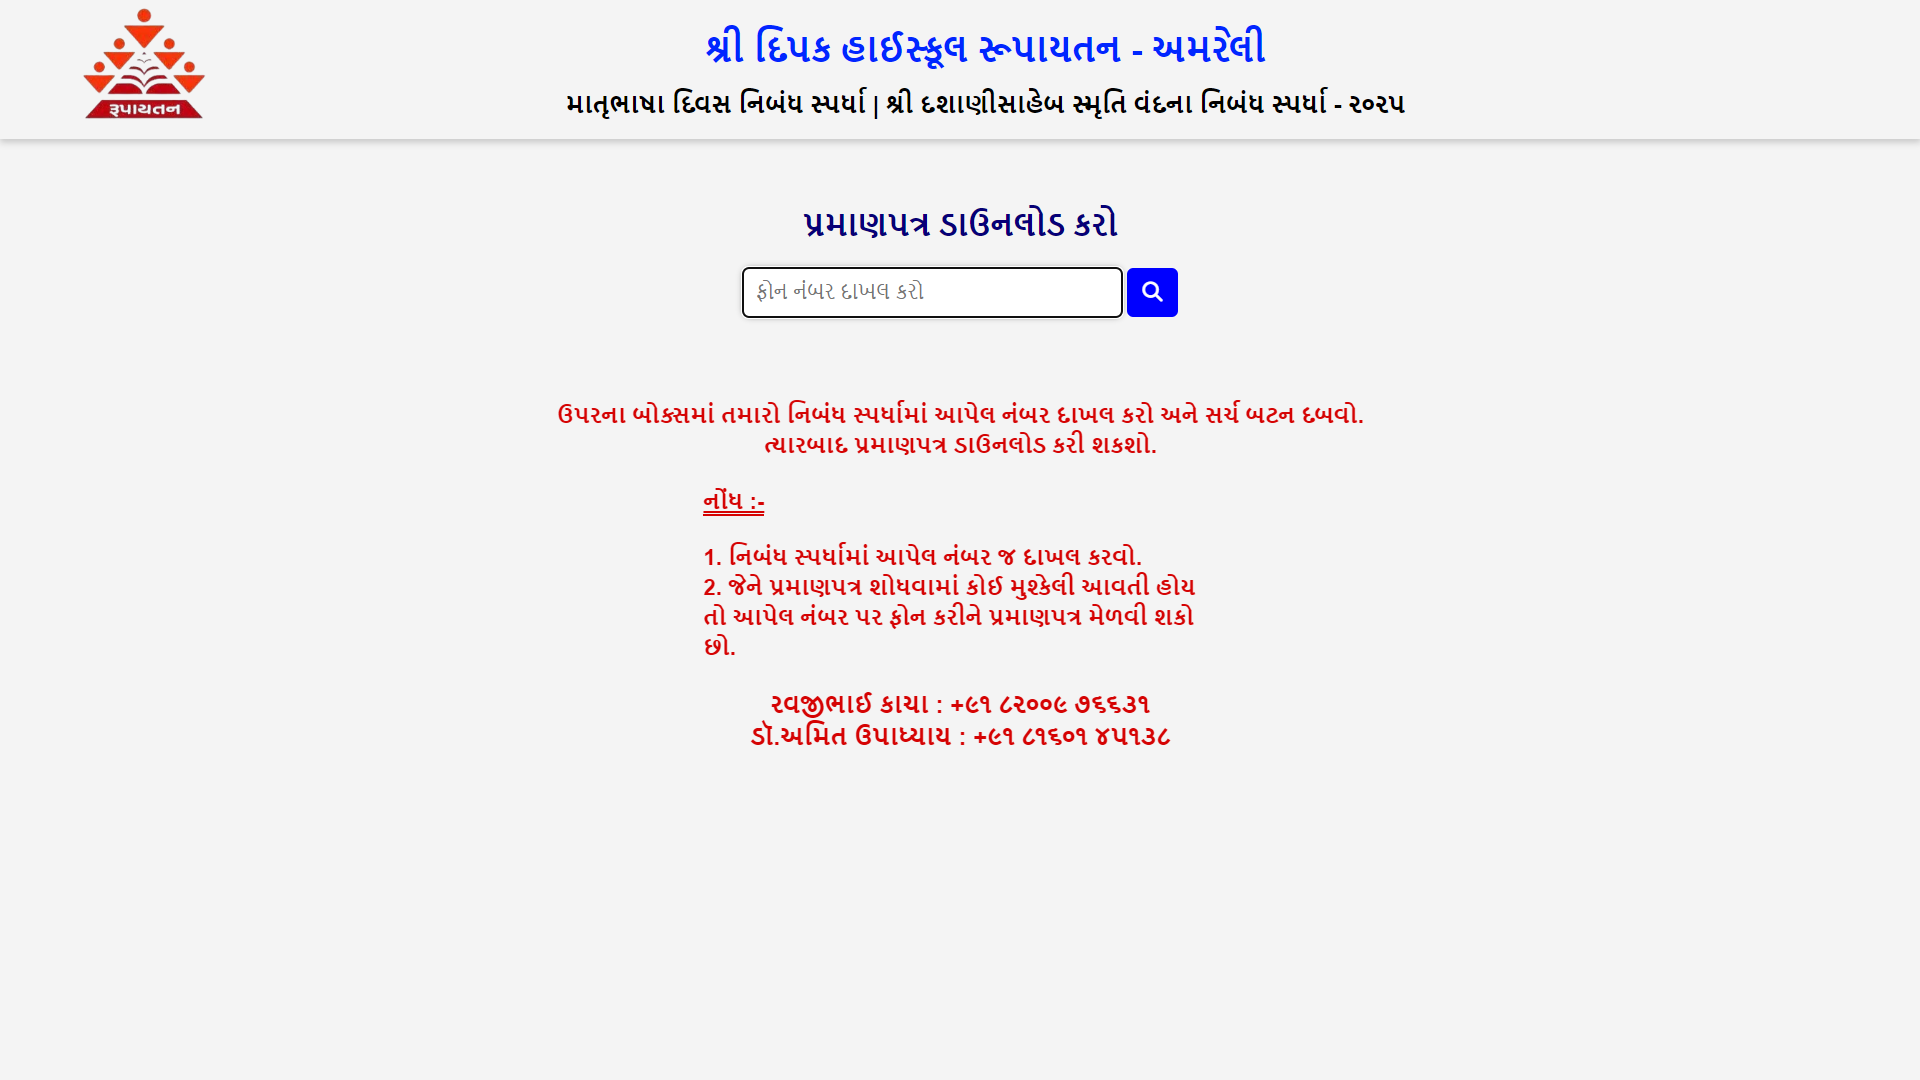 શ્રી દિપક હાઈસ્કૂલ રૂપાયતન - અમરેલી
માતૃભાષા દિવસ નિબંધ સ્પર્ધા | શ્રી દશાણીસાહેબ સ્મૃતિ વંદના નિબંધ સ્પર્ધા - ૨૦૨૫
રૂપાયતન
પ્રમાણપત્ર ડાઉનલોડ કરો
ફોન નંબર દાખલ કરો
ઉપરના બોક્સમાં તમારો નિબંધ સ્પર્ધામાં આપેલ નંબર દાખલ કરો અને સર્ચ બટન દબવો.
ત્યારબાદ પ્રમાણપત્ર ડાઉનલોડ કરી શકશો.
નોંધ :-
1. નિબંધ સ્પર્ધામાં આપેલ નંબર જ દાખલ કરવો.
2. જેને પ્રમાણપત્ર શોધવામાં કોઈ મુશ્કેલી આવતી હોય
તો આપેલ નંબર પર ફોન કરીને પ્રમાણપત્ર મેળવી શકો
છો.
રવજીભાઈ કાચા : +૯૧ ૮૨૦૦૯ ૭૬૬૩૧
ડૉ.અમિત ઉપાધ્યાય : +૯૧ ૮૧૬૦૧ ૪૫૧૩૮